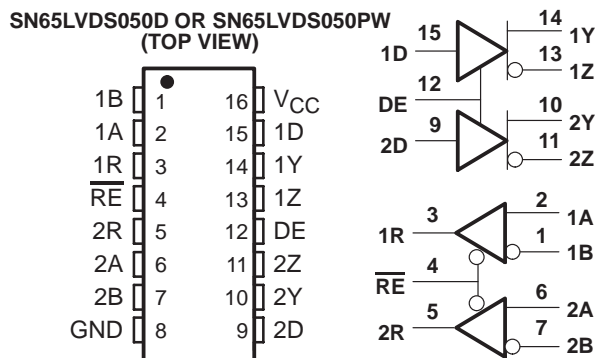 SN65LVDS050D OR SN65LVDS050PW
(TOP VIEW)
1B 1 16 VCC
1A 2 15 1D
1R 3 14 1Y
RE 4 13 1Z
2R 5 12 DE
2A 6 11 2Z
2B 7 10 2Y
GND 8 9 2D
15 14 1Y
1D 13 1Z
12
DE 10 2Y
9 11 2Z
2D
3 2 1A
1R 1 1B
4
RE 6 2A
5 7 2B
2R